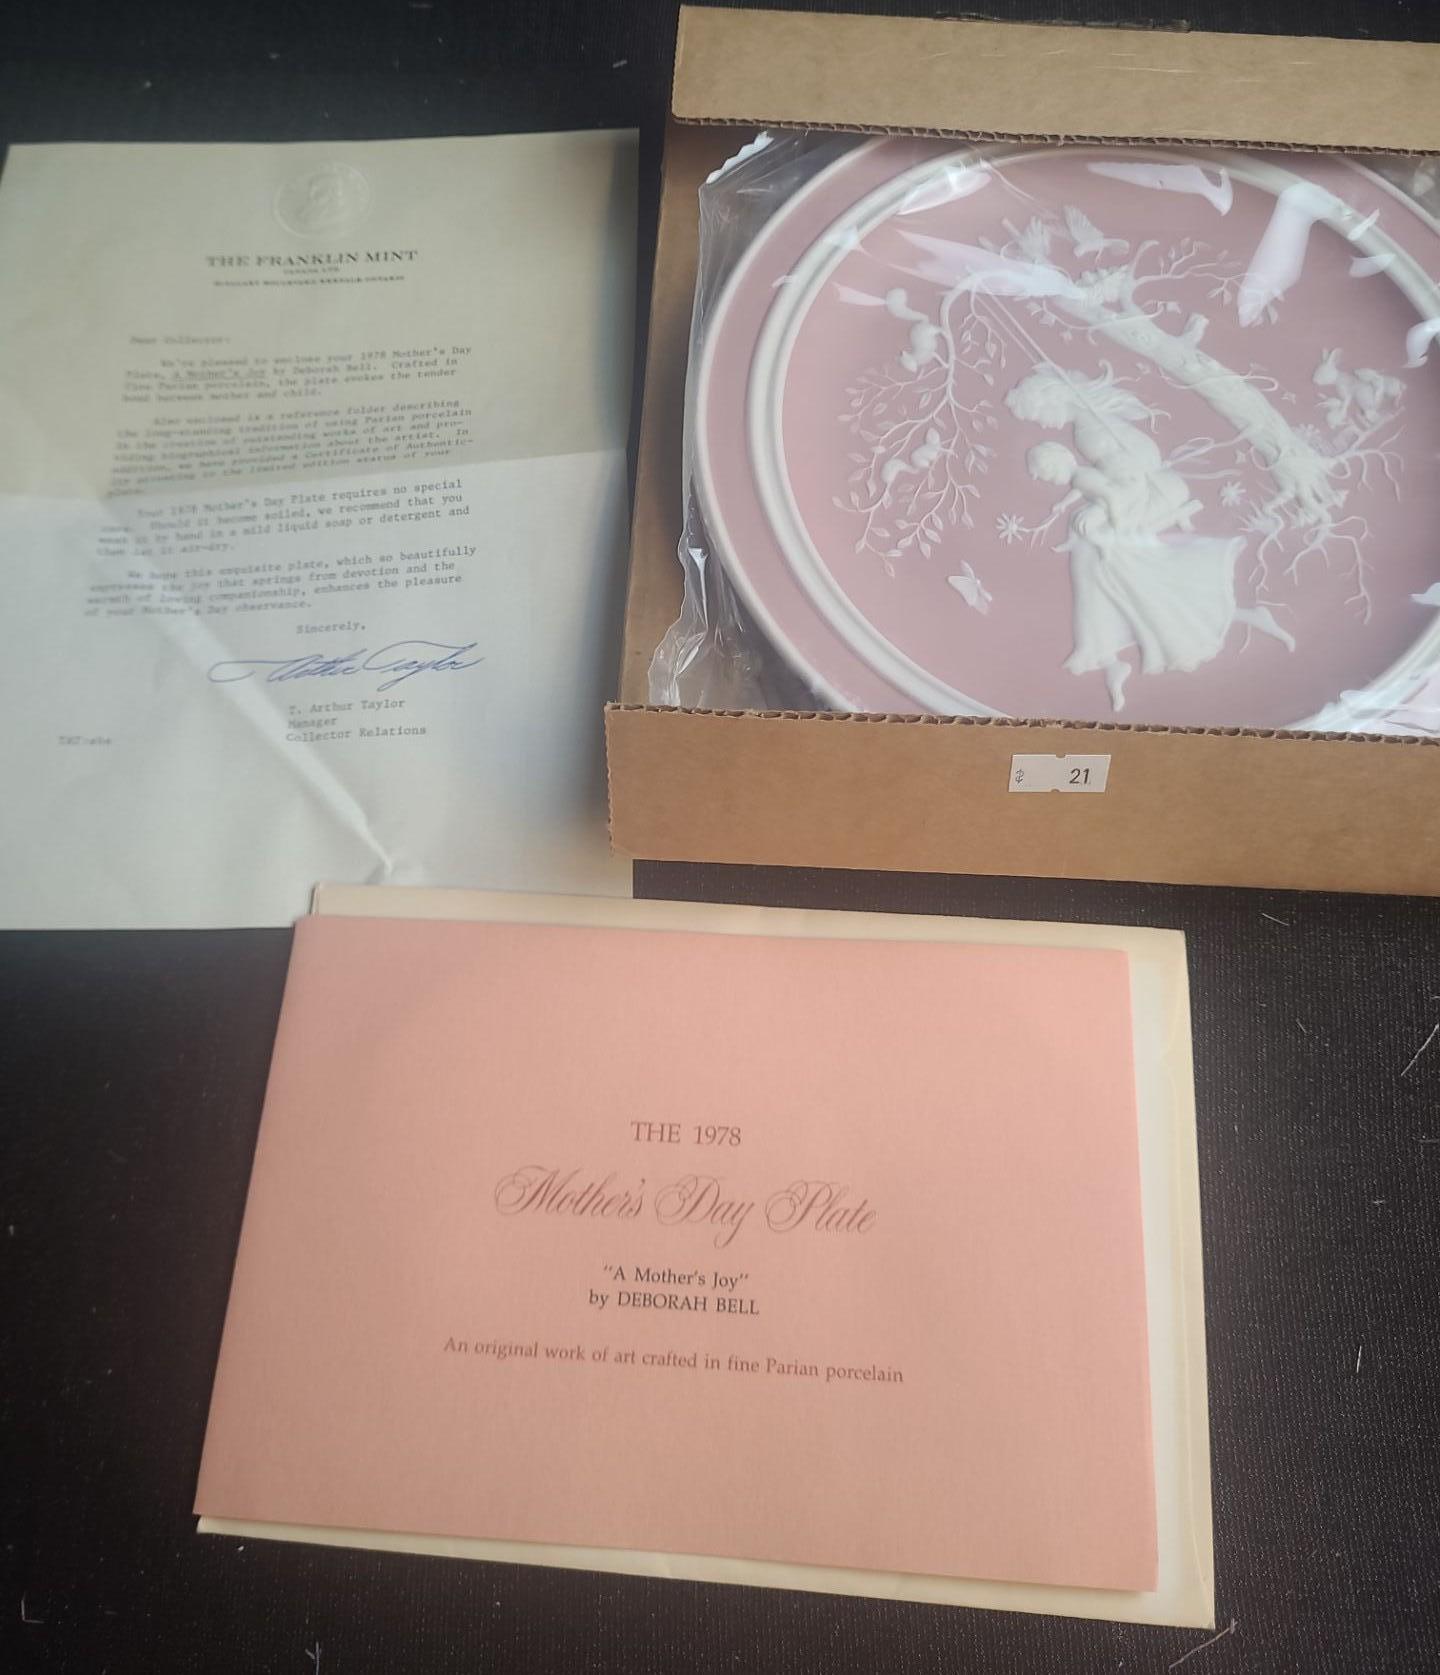 THE FRANKLIN MINT
CANADA LTD.
Dear Collector:
We're pleased to enclose your 1978 Mother's Day
Plate, A Mother's Joy by Deborah Bell. Crafted in
fine Parian porcelain, the plate evokes the tender
bond between mother and child.
Also enclosed is a reference folder describing
the long-standing tradition of using Parian porcelain
in the creation of outstanding works of art and pro-
viding biographical information about the artist. In
addition, we have provided a Certificate of Authentic-
ity attesting to the limited edition status of your
plate.
Your 1978 Mother's Day Plate requires no special
care. Should it become soiled, we recommend that you
wash it by hand in a mild liquid soap or detergent and
then let it air-dry.
We hope this exquisite plate, which so beautifully
expresses the joy that springs from devotion and the
warmth of loving companionship, enhances the pleasure
of your Mother's Day observance.
Sincerely,
Arthur Taylor
T. Arthur Taylor
Manager
Collector Relations
21
THE 1978
Mother's Day Plate
"A Mother's Joy"
by DEBORAH BELL
An original work of art crafted in fine Parian porcelain